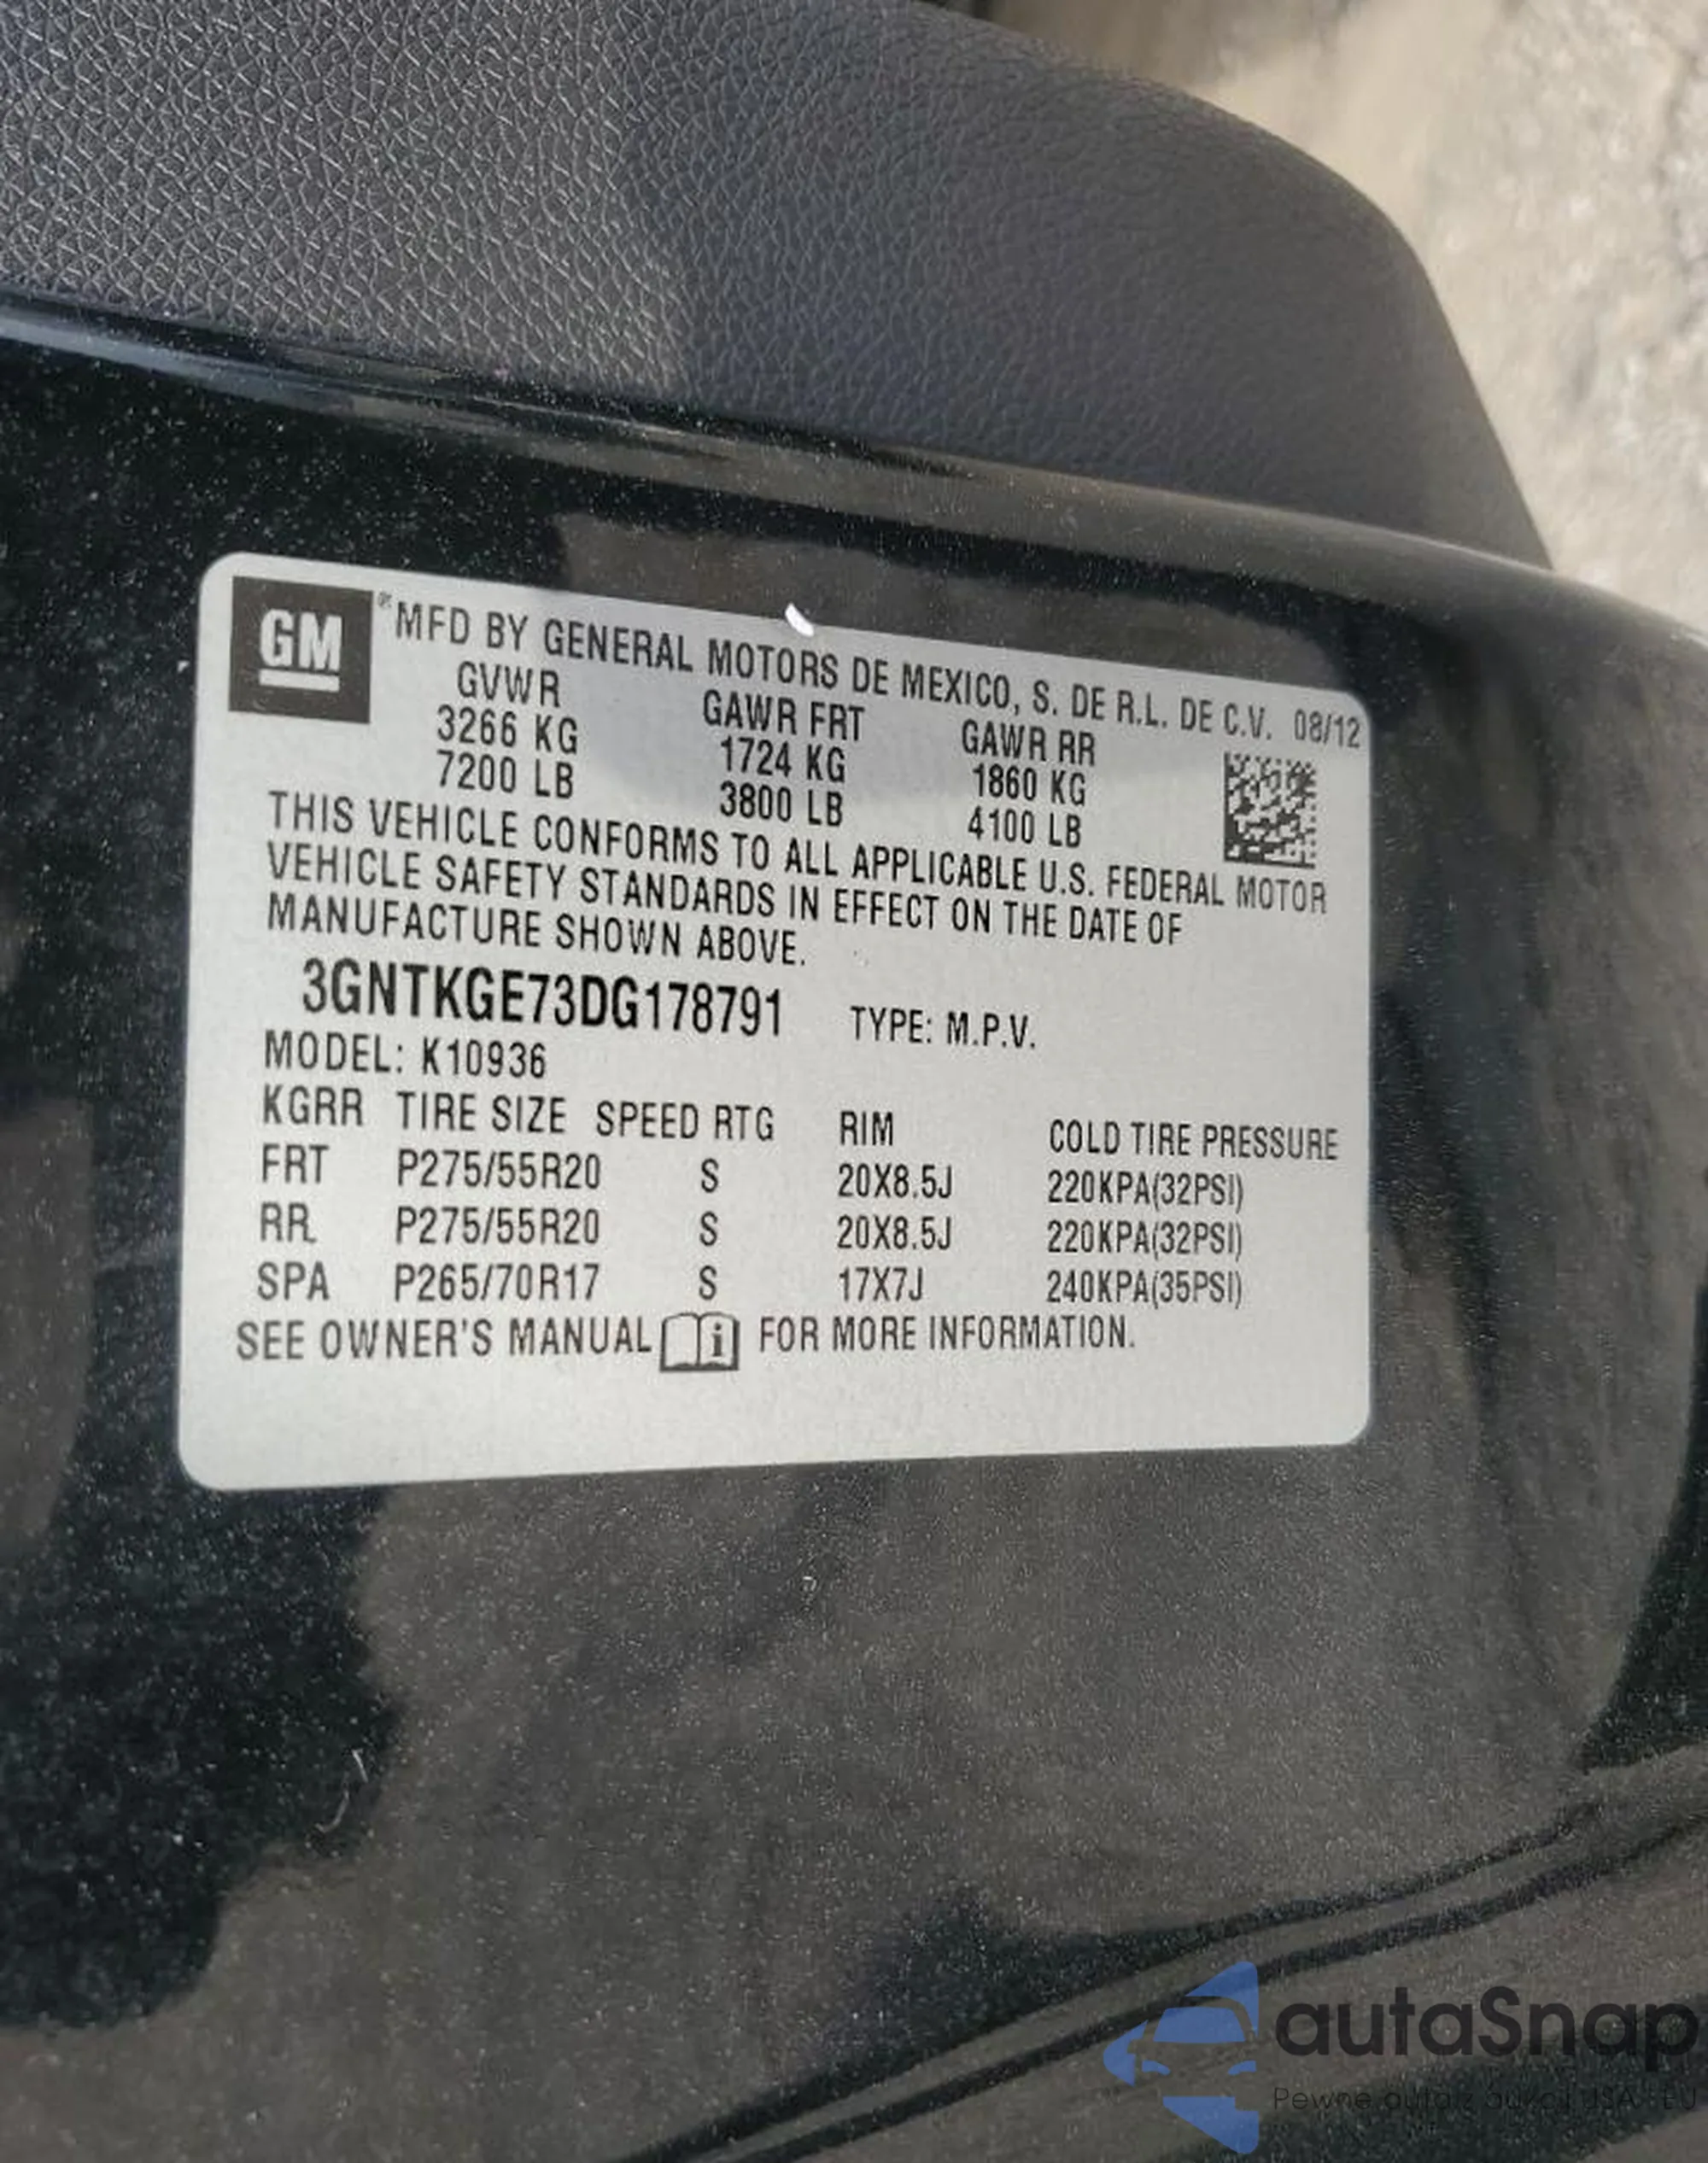 GM ® MFD BY GENERAL MOTORS DE MEXICO, S. DE R.L. DE C.V. 08/12
GVWR GAWR FRT GAWR RR
3266 KG 1724 KG 1860 KG
7200 LB 3800 LB 4100 LB
THIS VEHICLE CONFORMS TO ALL APPLICABLE U.S. FEDERAL MOTOR
VEHICLE SAFETY STANDARDS IN EFFECT ON THE DATE OF
MANUFACTURE SHOWN ABOVE.
3GNTKGE73DG178791 TYPE: M.P.V.
MODEL: K10936
KGRR TIRE SIZE SPEED RTG RIM COLD TIRE PRESSURE
FRT P275/55R20 S 20X8.5J 220KPA(32PSI)
RR P275/55R20 S 20X8.5J 220KPA(32PSI)
SPA P265/70R17 S 17X7J 240KPA(35PSI)
SEE OWNER'S MANUAL i FOR MORE INFORMATION.
autaSnap
Pewne auta z aukcji USA